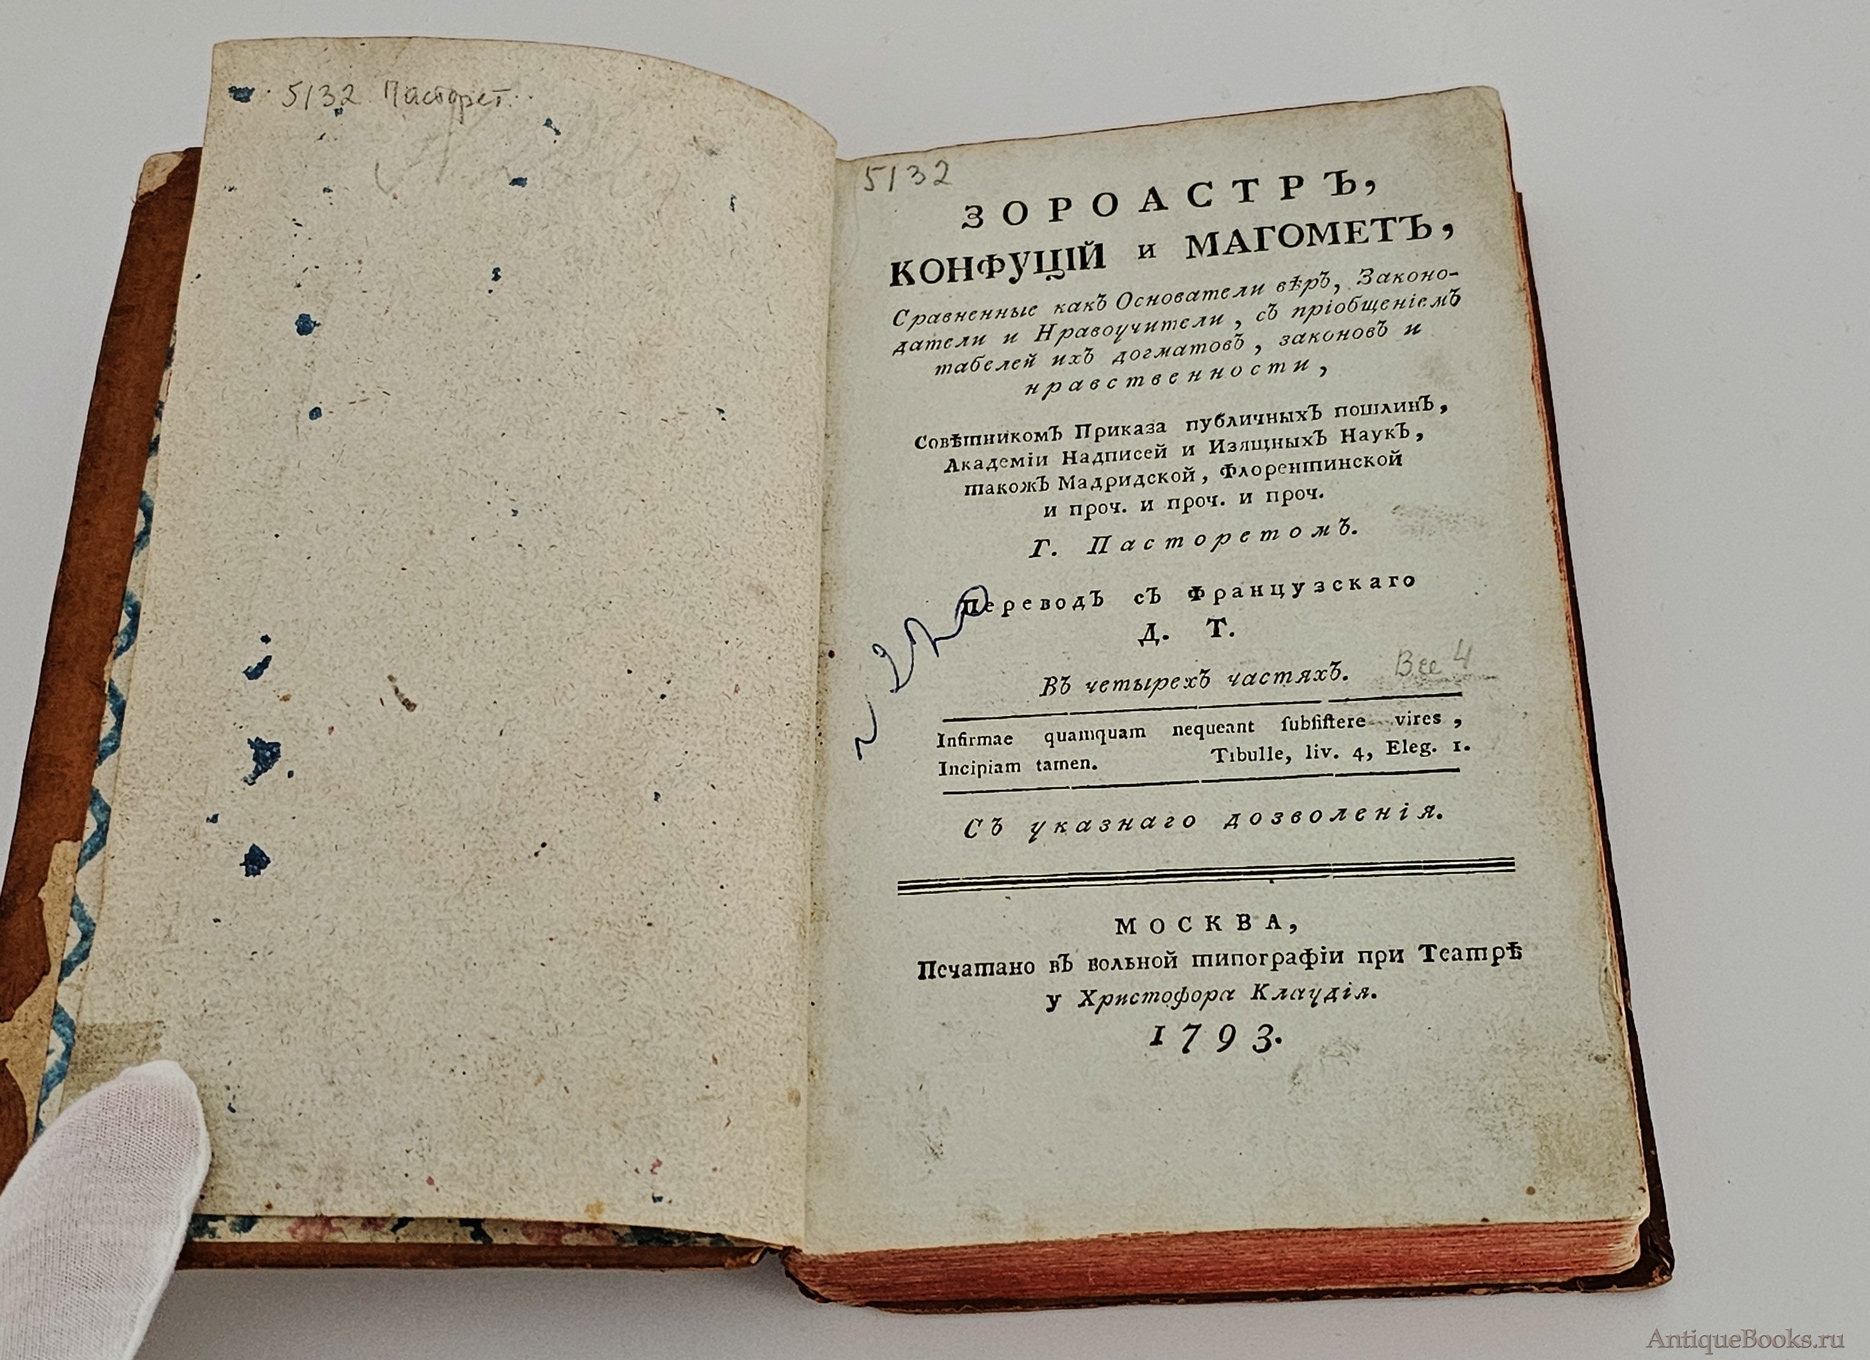 5132 Пасторет.
5132
ЗОРОАСТРЪ,
КОНФУЦІЙ и МАГОМЕТЪ,
Сравненные какъ Основатели вѣръ, Законо-
датели и Нравоучители, съ пріобщеніемъ
табелей ихъ догматовъ, законовъ и
нравственности,
СовѣтникомЪ Приказа публичныхЪ пошлинЪ,
Академіи Надписей и ИзящныхЪ НаукЪ,
такожЪ Мадридской, Флорентинской
и проч. и проч. и проч.
Г. Пасторетомъ.
ПереводЪ сЪ Французскаго
Д. Т.
Въ четырехъ частяхъ.
Все 4
Infirmae quamquam nequeant ſubſiſtere vires,
Incipiam tamen. Tibulle, liv. 4, Eleg. 1.
Съ указнаго дозволенія.
МОСКВА,
Печатано вЪ вольной типографіи при Театрѣ
у Христофора Клаудія.
1793.
AntiqueBooks.ru